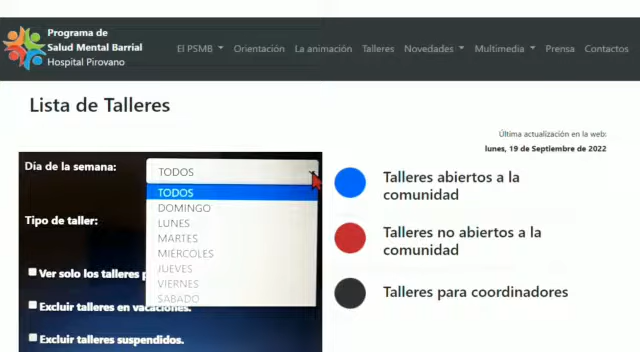 Programa de
Salud Mental Barrial
Hospital Pirovano
El PSMB Orientación La animación Talleres Novedades Multimedia Prensa Contactos
Lista de Talleres
Última actualización en la web:
lunes, 19 de Septiembre de 2022
Día de la semana:
TODOS
TODOS
DOMINGO
LUNES
MARTES
MIÉRCOLES
JUEVES
VIERNES
SÁBADO
Tipo de taller:
Ver solo los talleres
Excluir talleres en vacaciones.
Excluir talleres suspendidos.
Talleres abiertos a la
comunidad
Talleres no abiertos a la
comunidad
Talleres para coordinadores